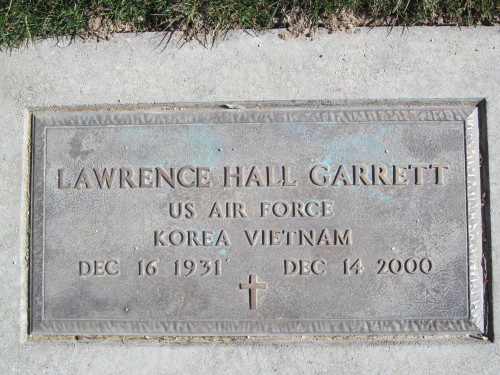 LAWRENCE HALL GARRETT
US AIR FORCE
KOREA VIETNAM
DEC 16 1931 DEC 14 2000